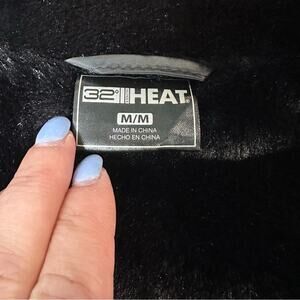 32° HEAT
M/M
MADE IN CHINA
HECHO EN CHINA